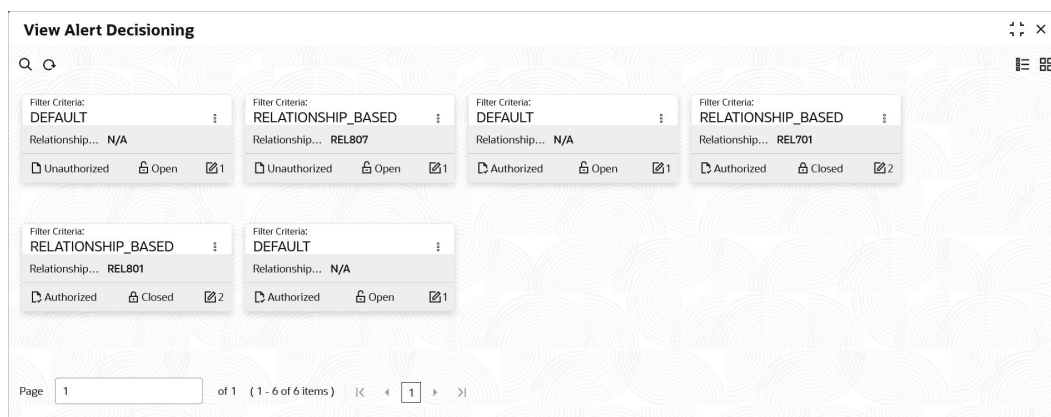 View Alert Decisioning
Filter Criteria:
DEFAULT
Relationship... N/A
Unauthorized Open 1
Filter Criteria:
RELATIONSHIP_BASED
Relationship... REL807
Unauthorized Open 1
Filter Criteria:
DEFAULT
Relationship... N/A
Authorized Open 1
Filter Criteria:
RELATIONSHIP_BASED
Relationship... REL701
Authorized Closed 2
Filter Criteria:
RELATIONSHIP_BASED
Relationship... REL801
Authorized Closed 2
Filter Criteria:
DEFAULT
Relationship... N/A
Authorized Open 1
Page 1 of 1 (1 - 6 of 6 items) 1